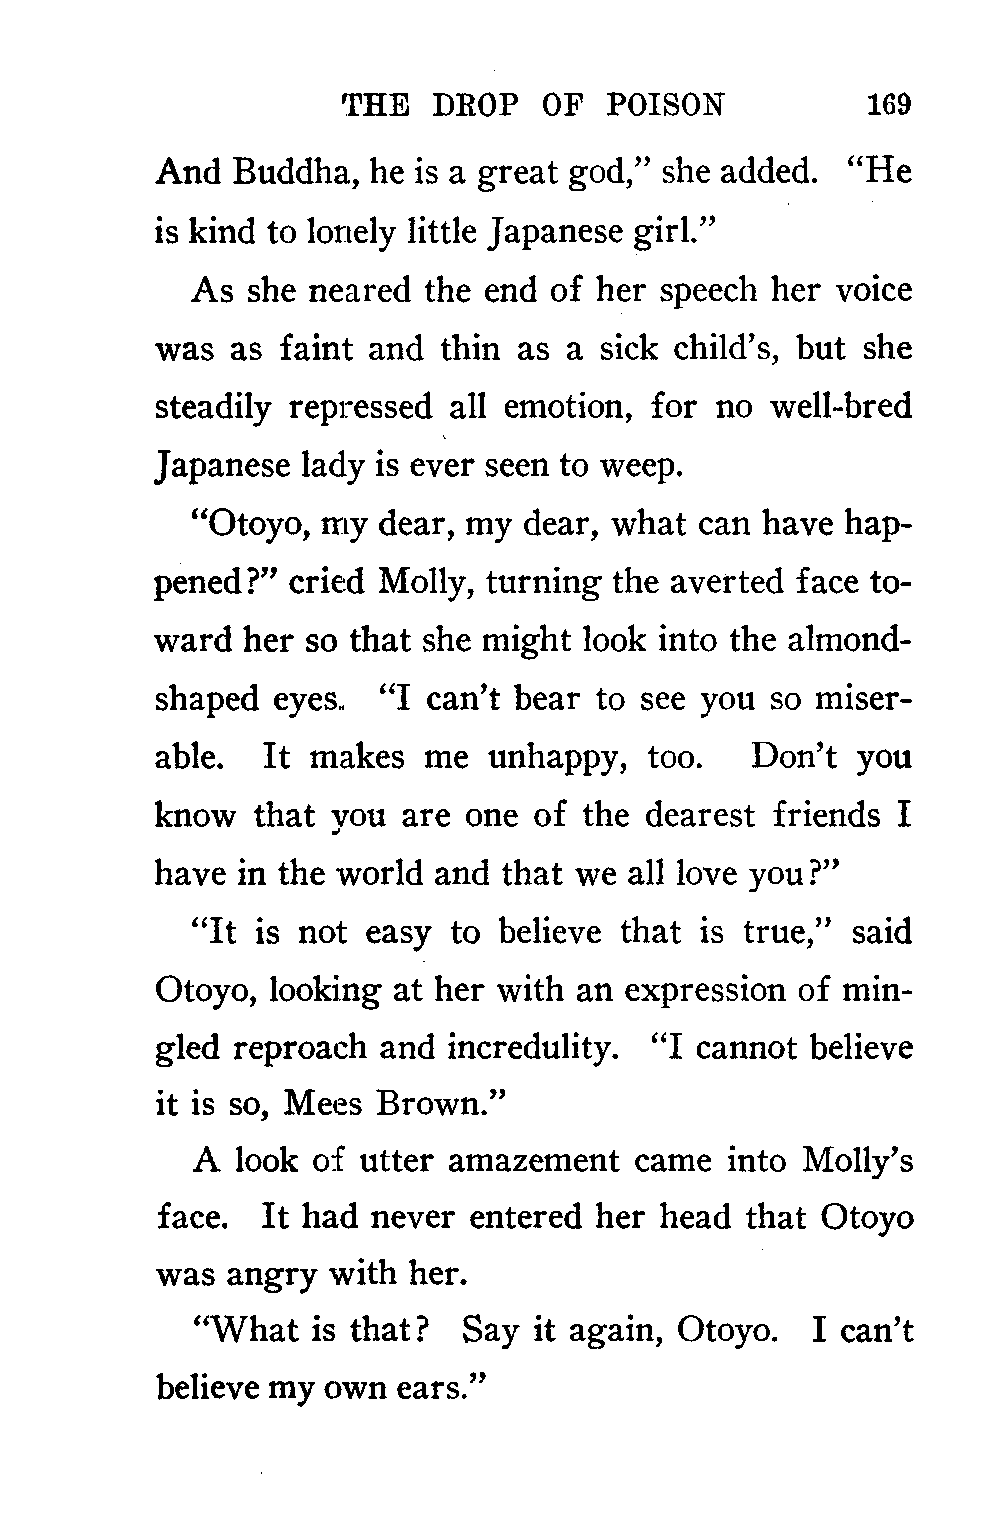 THE DROP OF POISON 169
And Buddha, he is a great god,” she added. “He
is kind to lonely little Japanese girl.”
As she neared the end of her speech her voice
was as faint and thin as a sick child’s, but she
steadily repressed all emotion, for no well-bred
Japanese lady is ever seen to weep.
“Otoyo, my dear, my dear, what can have hap-
pened?” cried Molly, turning the averted face to-
ward her so that she might look into the almond-
shaped eyes. “I can’t bear to see you so miser-
able. It makes me unhappy, too. Don’t you
know that you are one of the dearest friends I
have in the world and that we all love you?”
“It is not easy to believe that is true,” said
Otoyo, looking at her with an expression of min-
gled reproach and incredulity. “I cannot believe
it is so, Mees Brown.”
A look of utter amazement came into Molly’s
face. It had never entered her head that Otoyo
was angry with her.
“What is that? Say it again, Otoyo. I can’t
believe my own ears.”